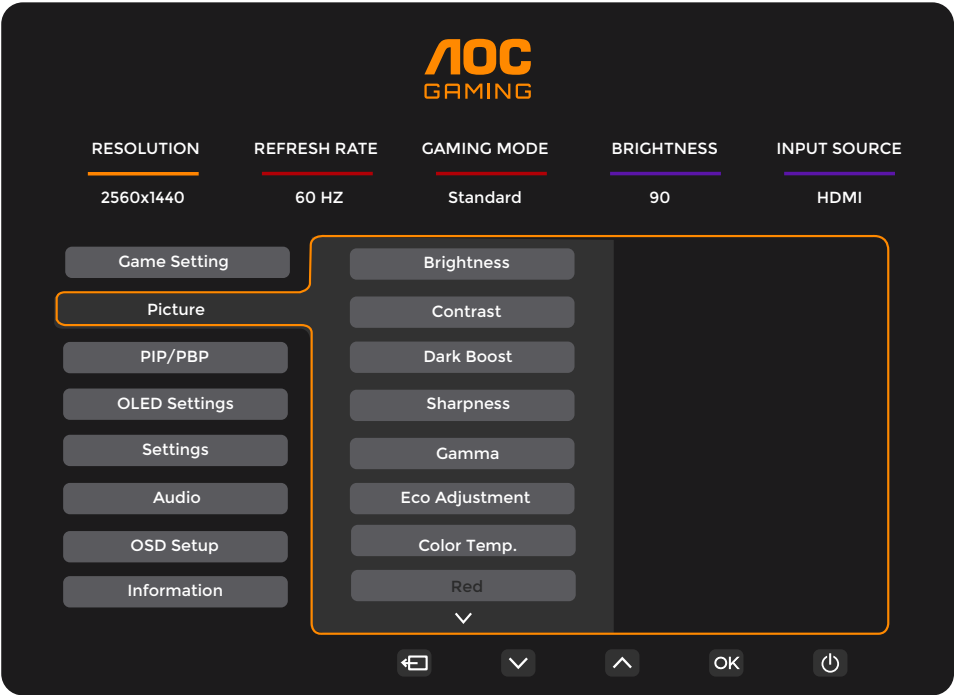 AOC
GAMING
RESOLUTION REFRESH RATE GAMING MODE BRIGHTNESS INPUT SOURCE
2560x1440 60 HZ Standard 90 HDMI
Game Setting
Picture
PIP/PBP
OLED Settings
Settings
Audio
OSD Setup
Information
Brightness
Contrast
Dark Boost
Sharpness
Gamma
Eco Adjustment
Color Temp.
Red
OK